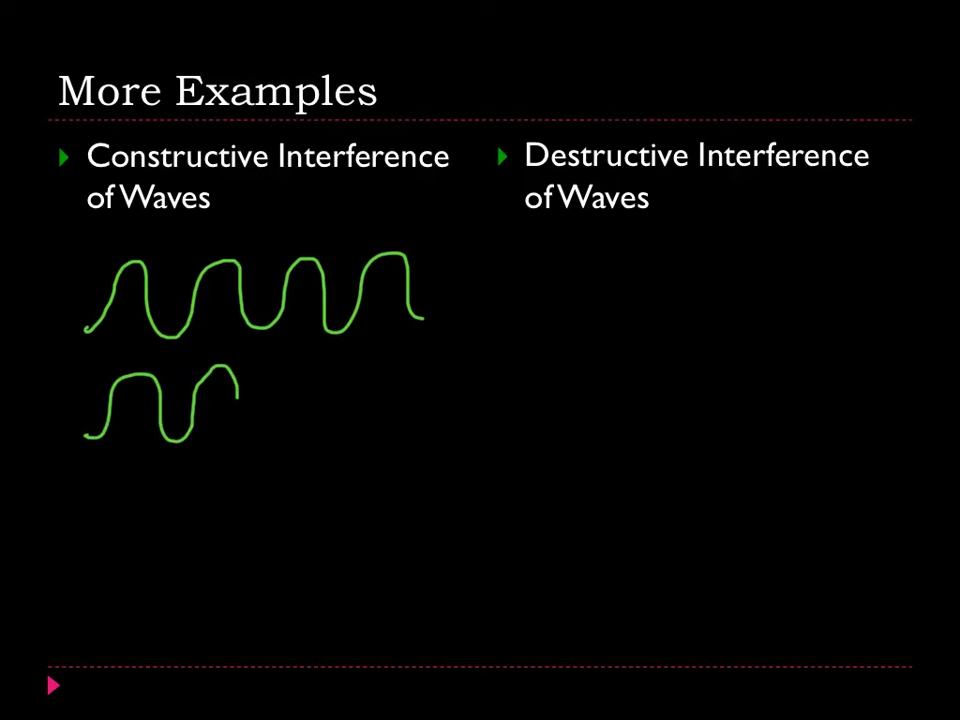 More Examples
Constructive Interference
of Waves
Destructive Interference
of Waves